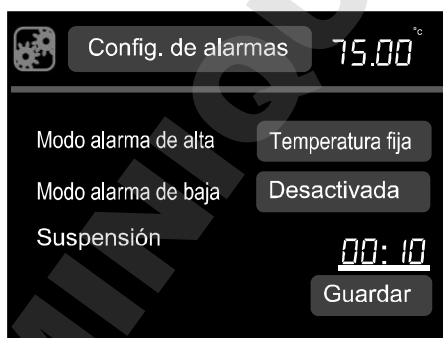 Config. de alarmas 75.00 °c
Modo alarma de alta Temperatura fija
Modo alarma de baja Desactivada
Suspensión 00:10
Guardar
MINIQU